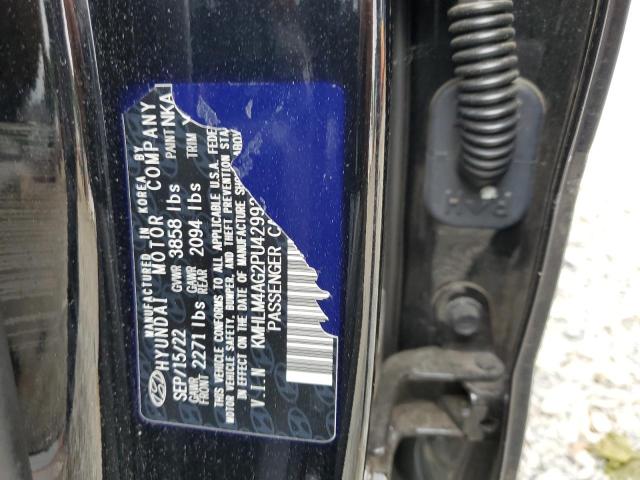 MANUFACTURED IN KOREA BY
HYUNDAI MOTOR COMPANY
SEP/15/22 GVWR 3858 lbs PAINT NKA
GAWR FRONT 2271 lbs GAWR REAR 2094 lbs TRIM
THIS VEHICLE CONFORMS TO ALL APPLICABLE U.S.A. FEDE
MOTOR VEHICLE SAFETY, BUMPER, AND THEFT PREVENTION STA
IN EFFECT ON THE DATE OF MANUFACTURE SH ABOV
V I N KMHLM4AG2PU42999
PASSENGER CA